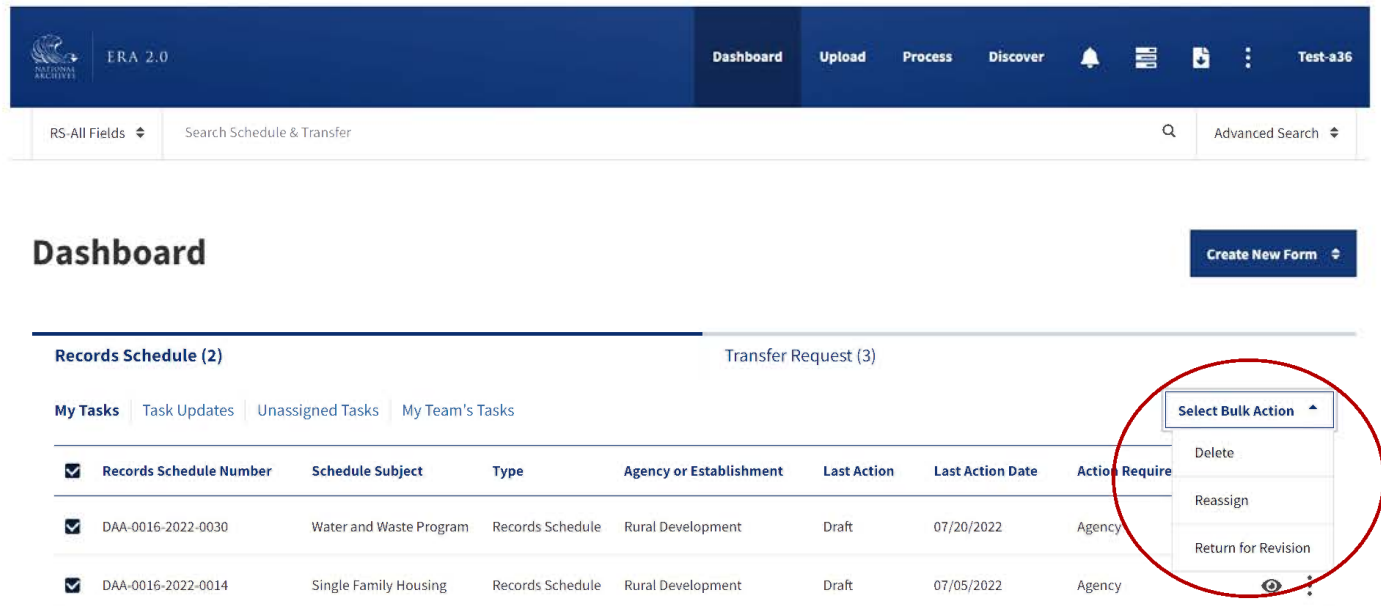 NATIONAL
ARCHIVES
ERA 2.0
Dashboard Upload Process Discover Test-a36
RS-All Fields Search Schedule & Transfer Advanced Search
Dashboard
Create New Form
Records Schedule (2) Transfer Request (3)
My Tasks Task Updates Unassigned Tasks My Team's Tasks
Select Bulk Action
Delete
Reassign
Return for Revision
Records Schedule Number Schedule Subject Type Agency or Establishment Last Action Last Action Date Action Require
DAA-0016-2022-0030 Water and Waste Program Records Schedule Rural Development Draft 07/20/2022 Agency
DAA-0016-2022-0014 Single Family Housing Records Schedule Rural Development Draft 07/05/2022 Agency